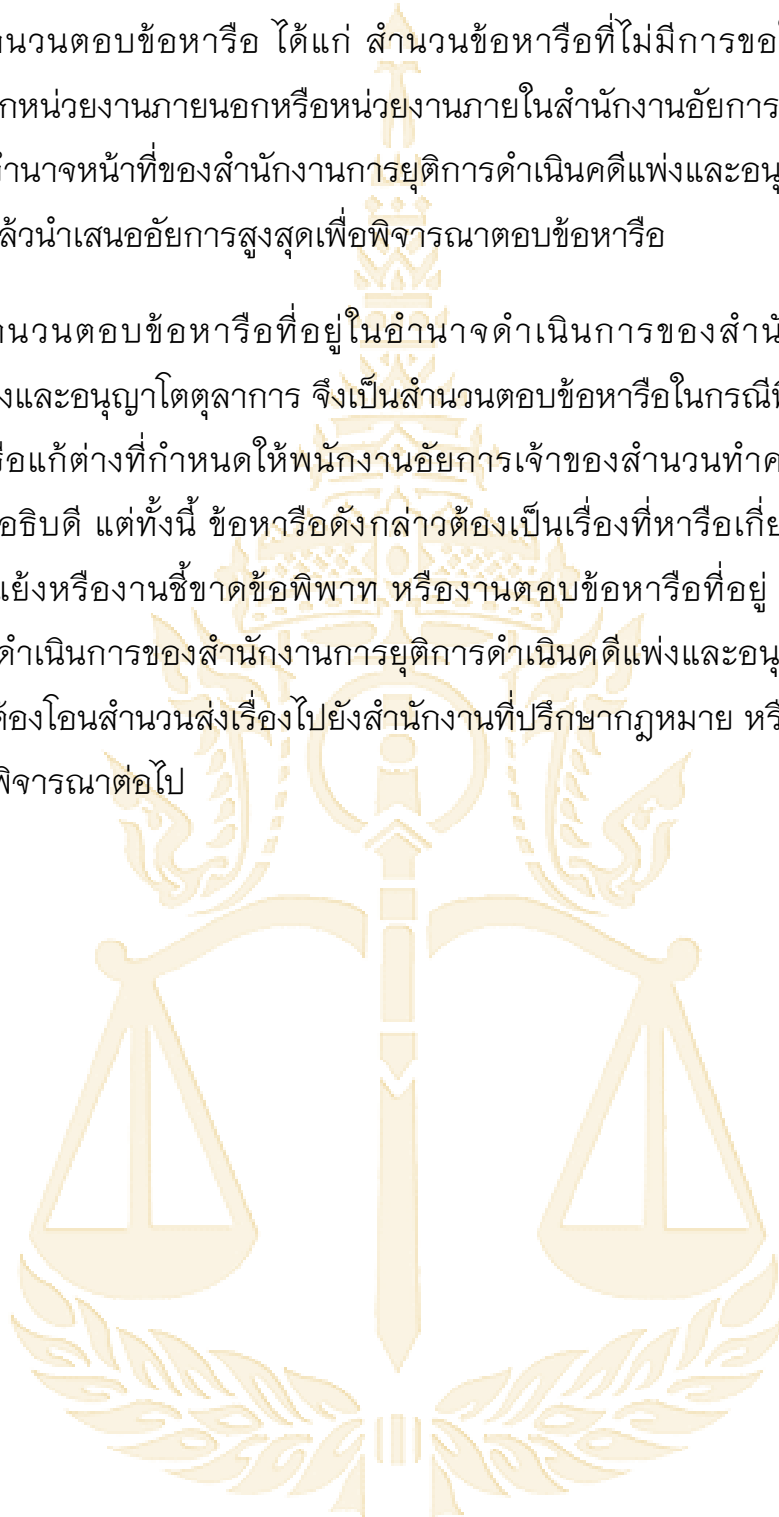 นวนตอบข้อหารือ ได้แก่ สำนวนข้อหารือที่ไม่มีการขอ
กหน่วยงานภายนอกหรือหน่วยงานภายในสำนักงานอัยการ
อำนาจหน้าที่ของสำนักงานการยุติการดำเนินคดีแพ่งและอนุ
ล้วนำเสนออัยการสูงสุดเพื่อพิจารณาตอบข้อหารือ
านวนตอบข้อหารือที่อยู่ในอำนาจดำเนินการของสำนั
งและอนุญาโตตุลาการ จึงเป็นสำนวนตอบข้อหารือในกรณี
รือแก้ต่างที่กำหนดให้พนักงานอัยการเจ้าของสำนวนทำค
อธิบดี แต่ทั้งนี้ ข้อหารือดังกล่าวต้องเป็นเรื่องที่หารือเกี่ย
แย้งหรืองานชี้ขาดข้อพิพาท หรืองานตอบข้อหารือที่อยู่
ดำเนินการของสำนักงานการยุติการดำเนินคดีแพ่งและอนุ
ต้องโอนสำนวนส่งเรื่องไปยังสำนักงานที่ปรึกษากฎหมาย หรื
พิจารณาต่อไป